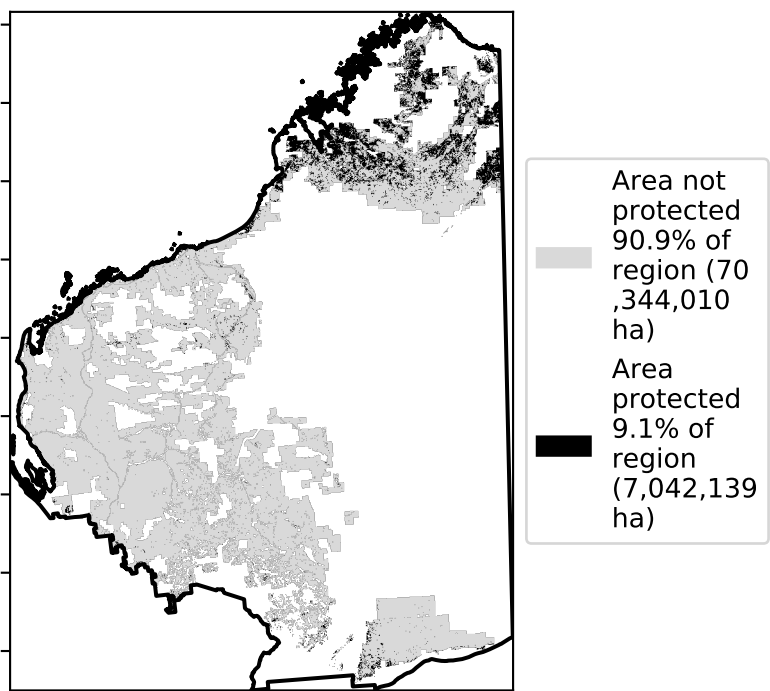 Area not
protected
90.9% of
region (70
,344,010
ha)
Area
protected
9.1% of
region
(7,042,139
ha)